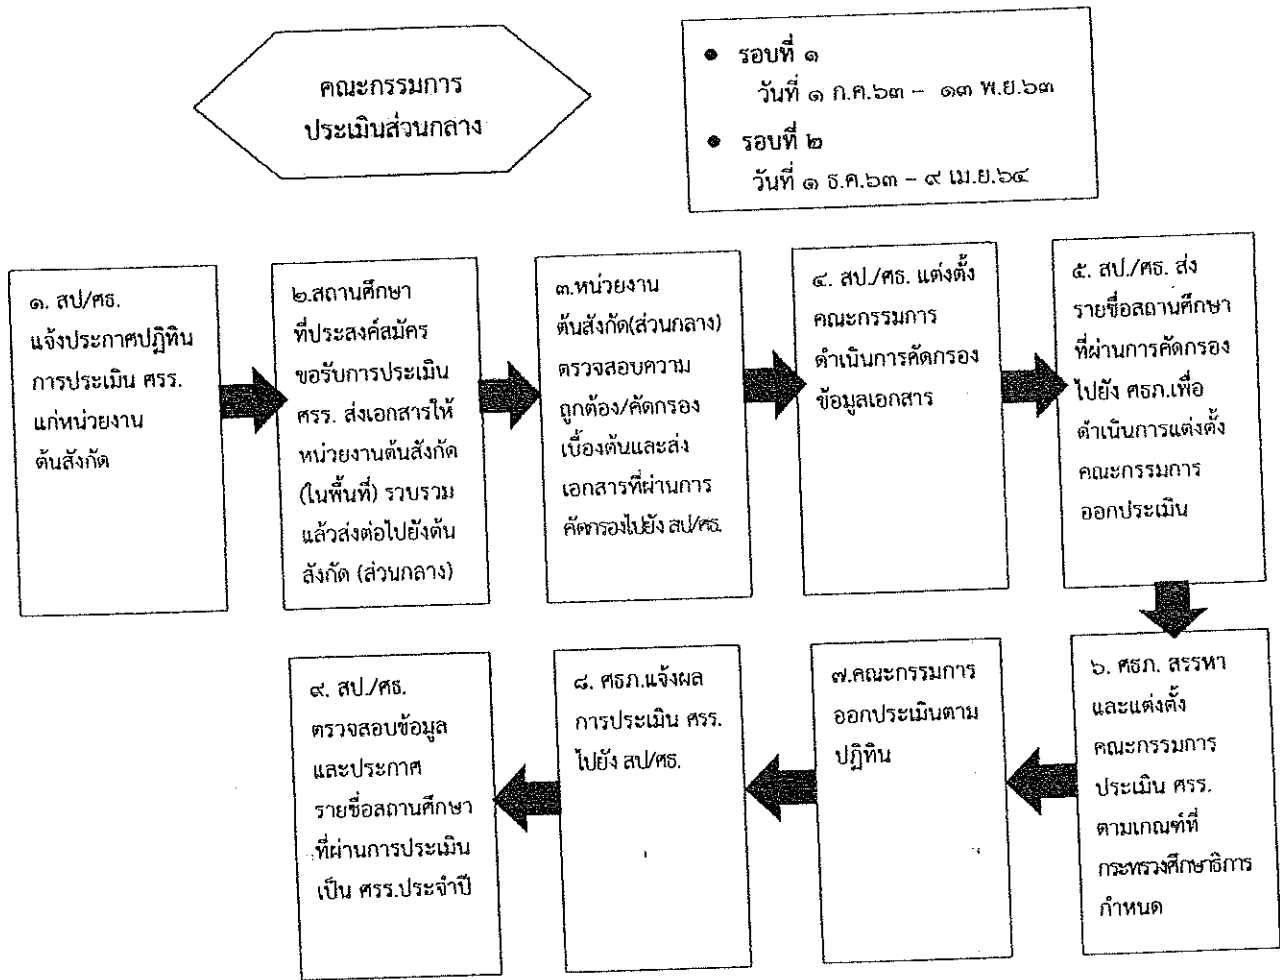 คณะกรรมการ
ประเมินส่วนกลาง
• รอบที่ ๑
วันที่ ๑ ก.ค.๖๓ – ๑๓ พ.ย.๖๓
• รอบที่ ๒
วันที่ ๑ ธ.ค.๖๓ – ๙ เม.ย.๖๔
๑. สป/ศธ.
แจ้งประกาศปฏิทิน
การประเมิน ศรร.
แก่หน่วยงาน
ต้นสังกัด
๒.สถานศึกษา
ที่ประสงค์สมัคร
ขอรับการประเมิน
ศรร. ส่งเอกสารให้
หน่วยงานต้นสังกัด
(ในพื้นที่) รวบรวม
แล้วส่งต่อไปยังต้น
สังกัด (ส่วนกลาง)
๓.หน่วยงาน
ต้นสังกัด(ส่วนกลาง)
ตรวจสอบความ
ถูกต้อง/คัดกรอง
เบื้องต้นและส่ง
เอกสารที่ผ่านการ
คัดกรองไปยัง สป/ศธ.
๔. สป./ศธ. แต่งตั้ง
คณะกรรมการ
ดำเนินการคัดกรอง
ข้อมูลเอกสาร
๕. สป./ศธ. ส่ง
รายชื่อสถานศึกษา
ที่ผ่านการคัดกรอง
ไปยัง ศธภ.เพื่อ
ดำเนินการแต่งตั้ง
คณะกรรมการ
ออกประเมิน
๖. ศธภ. สรรหา
และแต่งตั้ง
คณะกรรมการ
ประเมิน ศรร.
ตามเกณฑ์ที่
กระทรวงศึกษาธิการ
กำหนด
๗.คณะกรรมการ
ออกประเมินตาม
ปฏิทิน
๘. ศธภ.แจ้งผล
การประเมิน ศรร.
ไปยัง สป/ศธ.
๙. สป./ศธ.
ตรวจสอบข้อมูล
และประกาศ
รายชื่อสถานศึกษา
ที่ผ่านการประเมิน
เป็น ศรร.ประจำปี